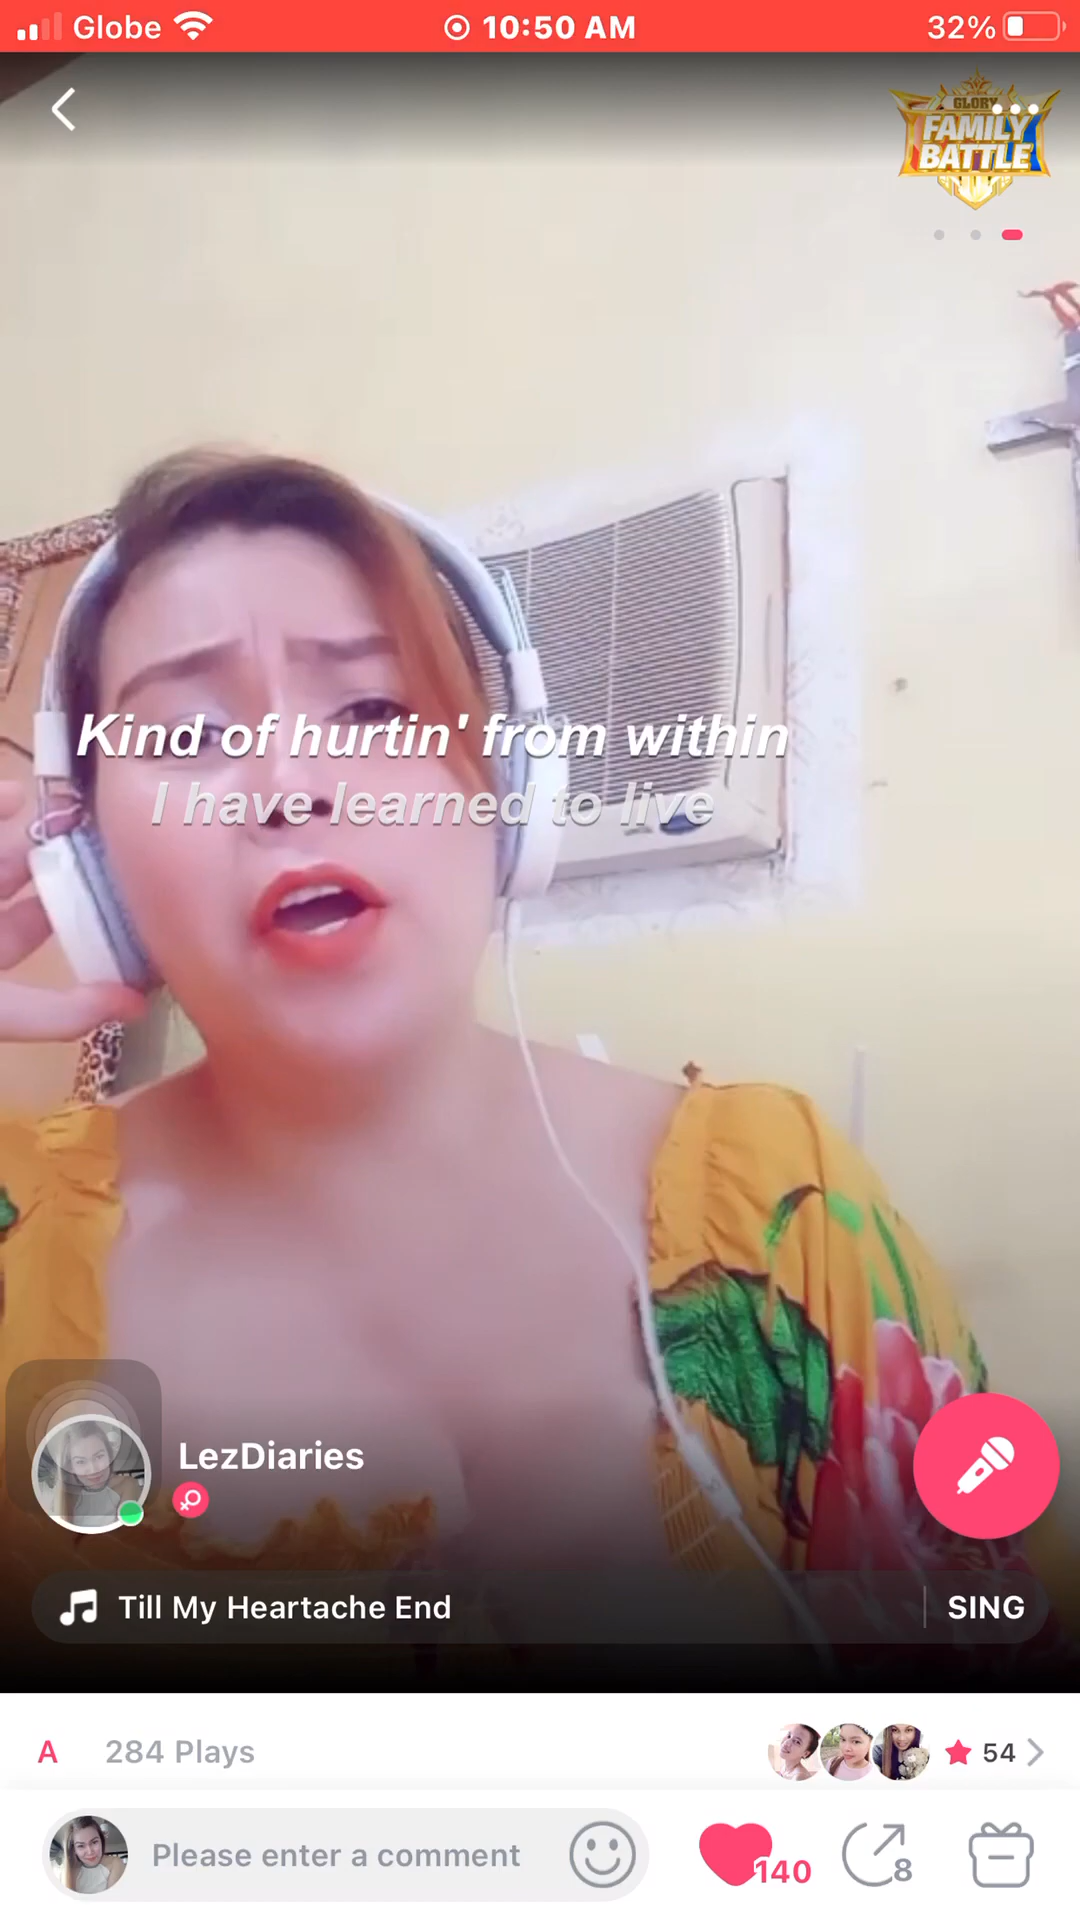 Globe
10:50 AM
32%
GLORY
FAMILY
BATTLE
Kind of hurtin' from within
I have learned to live
LezDiaries
Till My Heartache End
SING
A
284 Plays
54
Please enter a comment
140
8